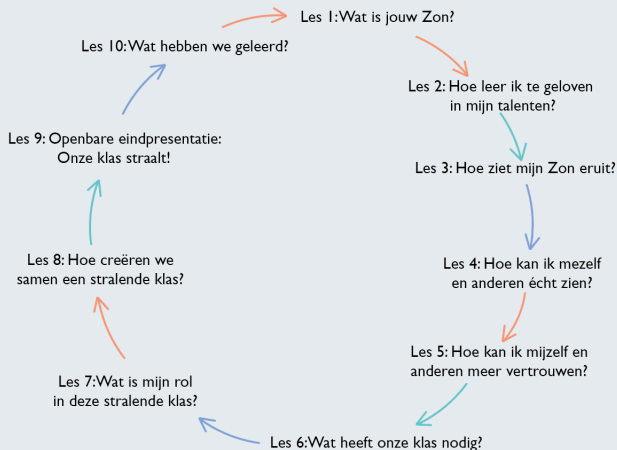 Les 1: Wat is jouw Zon?
Les 2: Hoe leer ik te geloven
in mijn talenten?
Les 3: Hoe ziet mijn Zon eruit?
Les 4: Hoe kan ik mezelf
en anderen écht zien?
Les 5: Hoe kan ik mijzelf en
anderen meer vertrouwen?
Les 6: Wat heeft onze klas nodig?
Les 7: Wat is mijn rol
in deze stralende klas?
Les 8: Hoe creëren we
samen een stralende klas?
Les 9: Openbare eindpresentatie:
Onze klas straalt!
Les 10: Wat hebben we geleerd?